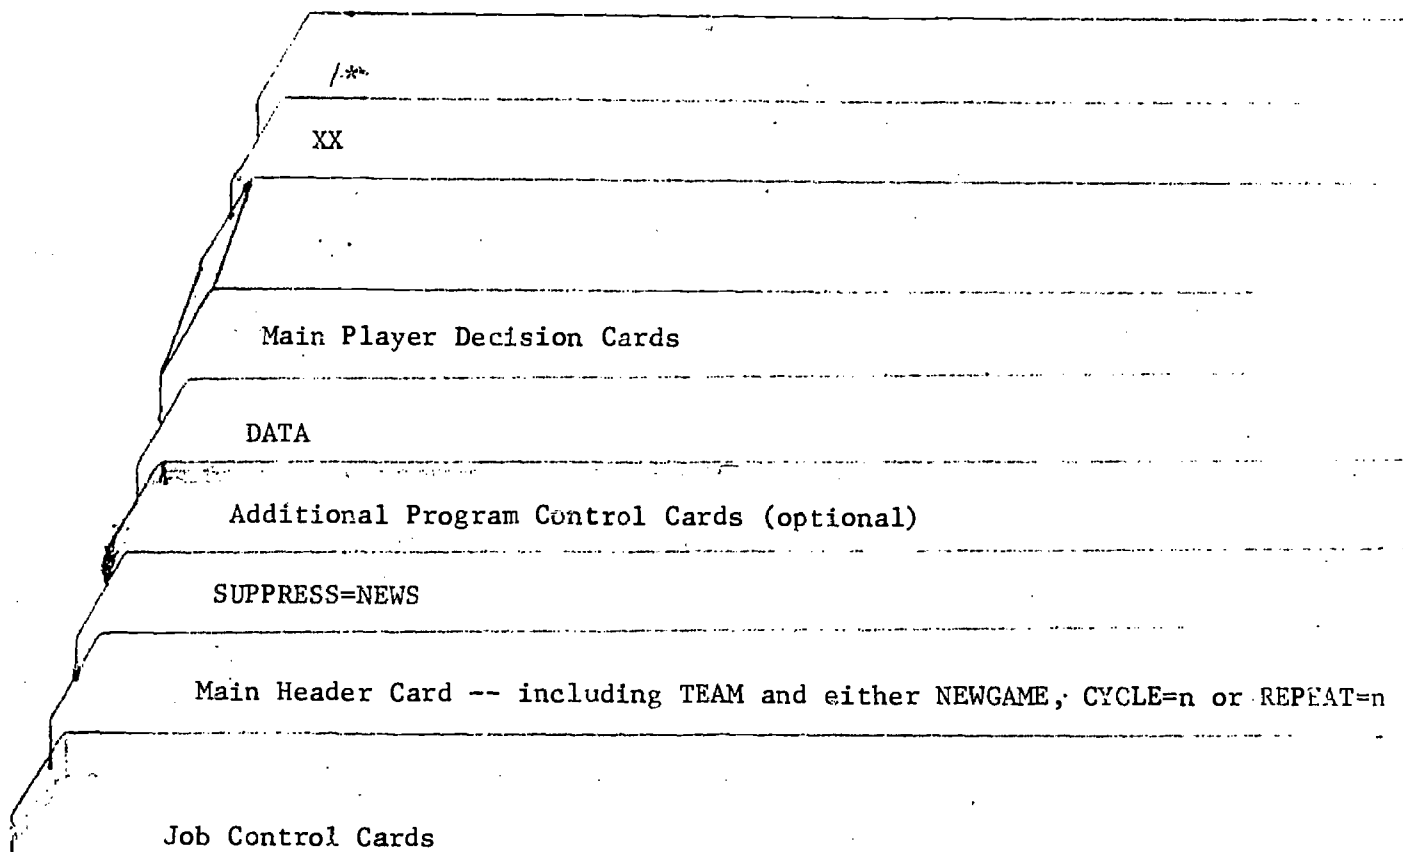 /*
XX
Main Player Decision Cards
DATA
Additional Program Control Cards (optional)
SUPPRESS=NEWS
Main Header Card -- including TEAM and either NEWGAME, CYCLE=n or REPEAT=n
Job Control Cards